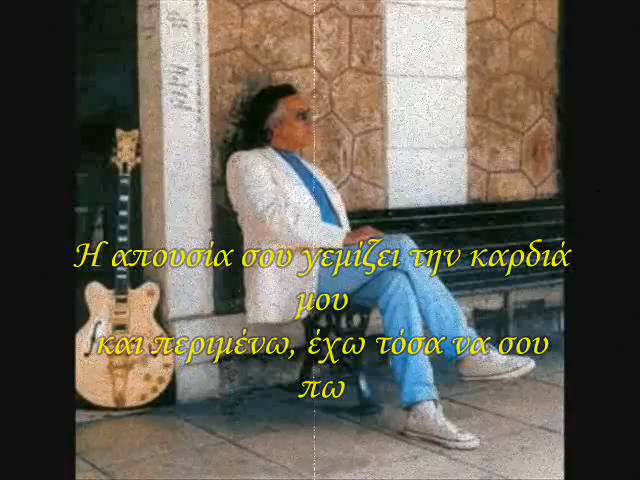 Η απουσία σου γεμίζει την καρδιά
μου
και περιμένω, έχω τόσα να σου
πω